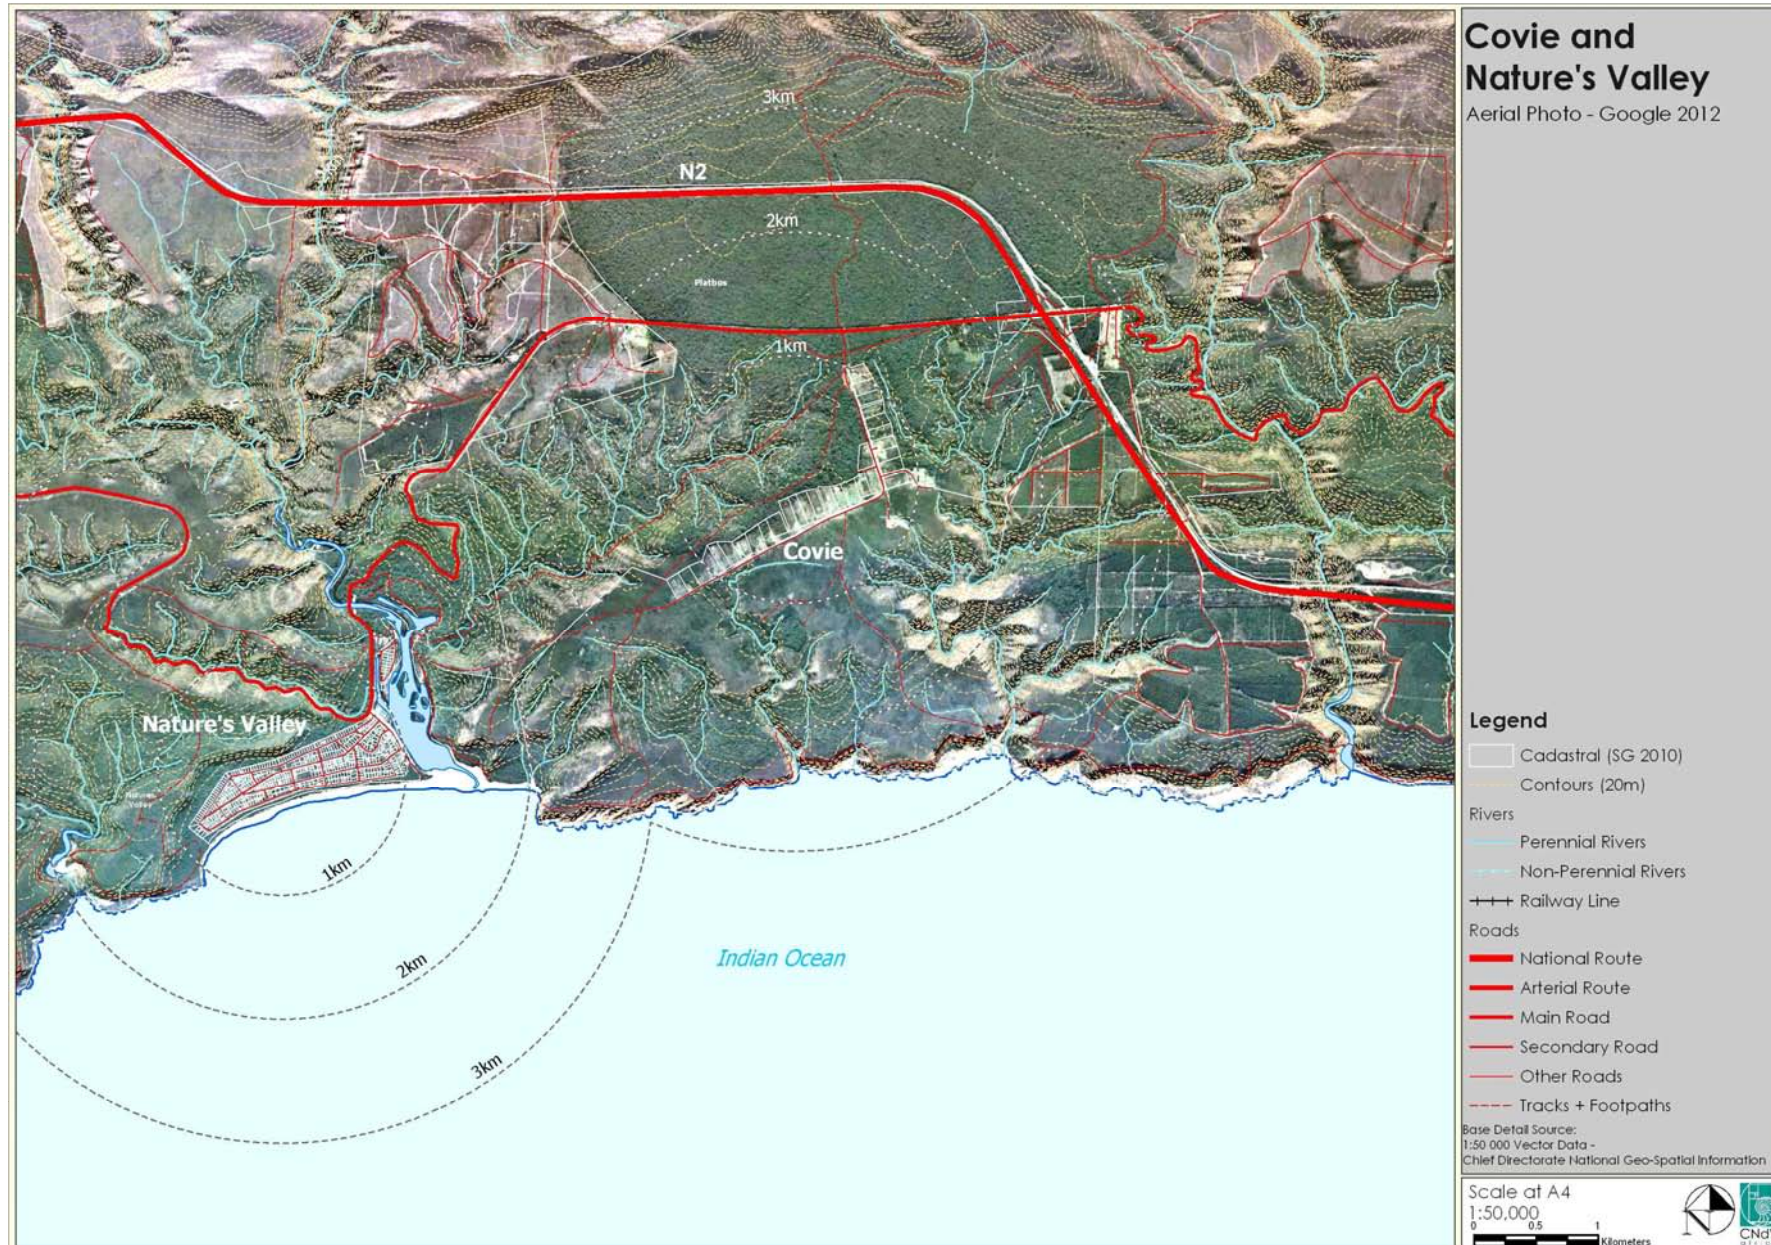 Covie and
Nature's Valley
Aerial Photo - Google 2012
3km
N2
2km
Platbos
1km
Covie
Nature's Valley
1km
2km
3km
Indian Ocean
Legend
Cadastral (SG 2010)
Contours (20m)
Rivers
Perennial Rivers
Non-Perennial Rivers
Railway Line
Roads
National Route
Arterial Route
Main Road
Secondary Road
Other Roads
Tracks + Footpaths
Base Detail Source:
1:50 000 Vector Data -
Chief Directorate National Geo-Spatial Information
Scale at A4
1:50,000
0 0.5 1
Kilometers